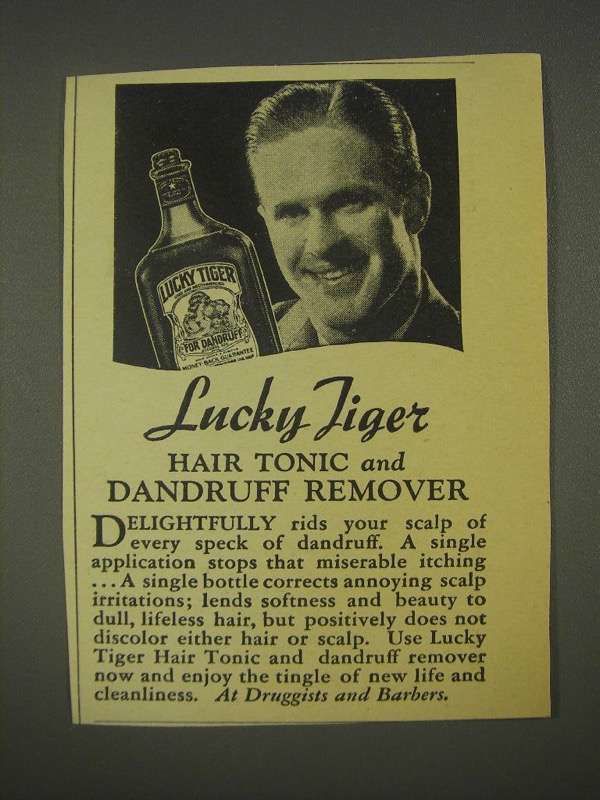 LUCKY TIGER
FOR DANDRUFF
MONEY-BACK GUARANTEE
Lucky Tiger
HAIR TONIC and
DANDRUFF REMOVER
DELIGHTFULLY rids your scalp of
every speck of dandruff. A single
application stops that miserable itching
...A single bottle corrects annoying scalp
irritations; lends softness and beauty to
dull, lifeless hair, but positively does not
discolor either hair or scalp. Use Lucky
Tiger Hair Tonic and dandruff remover
now and enjoy the tingle of new life and
cleanliness. At Druggists and Barbers.